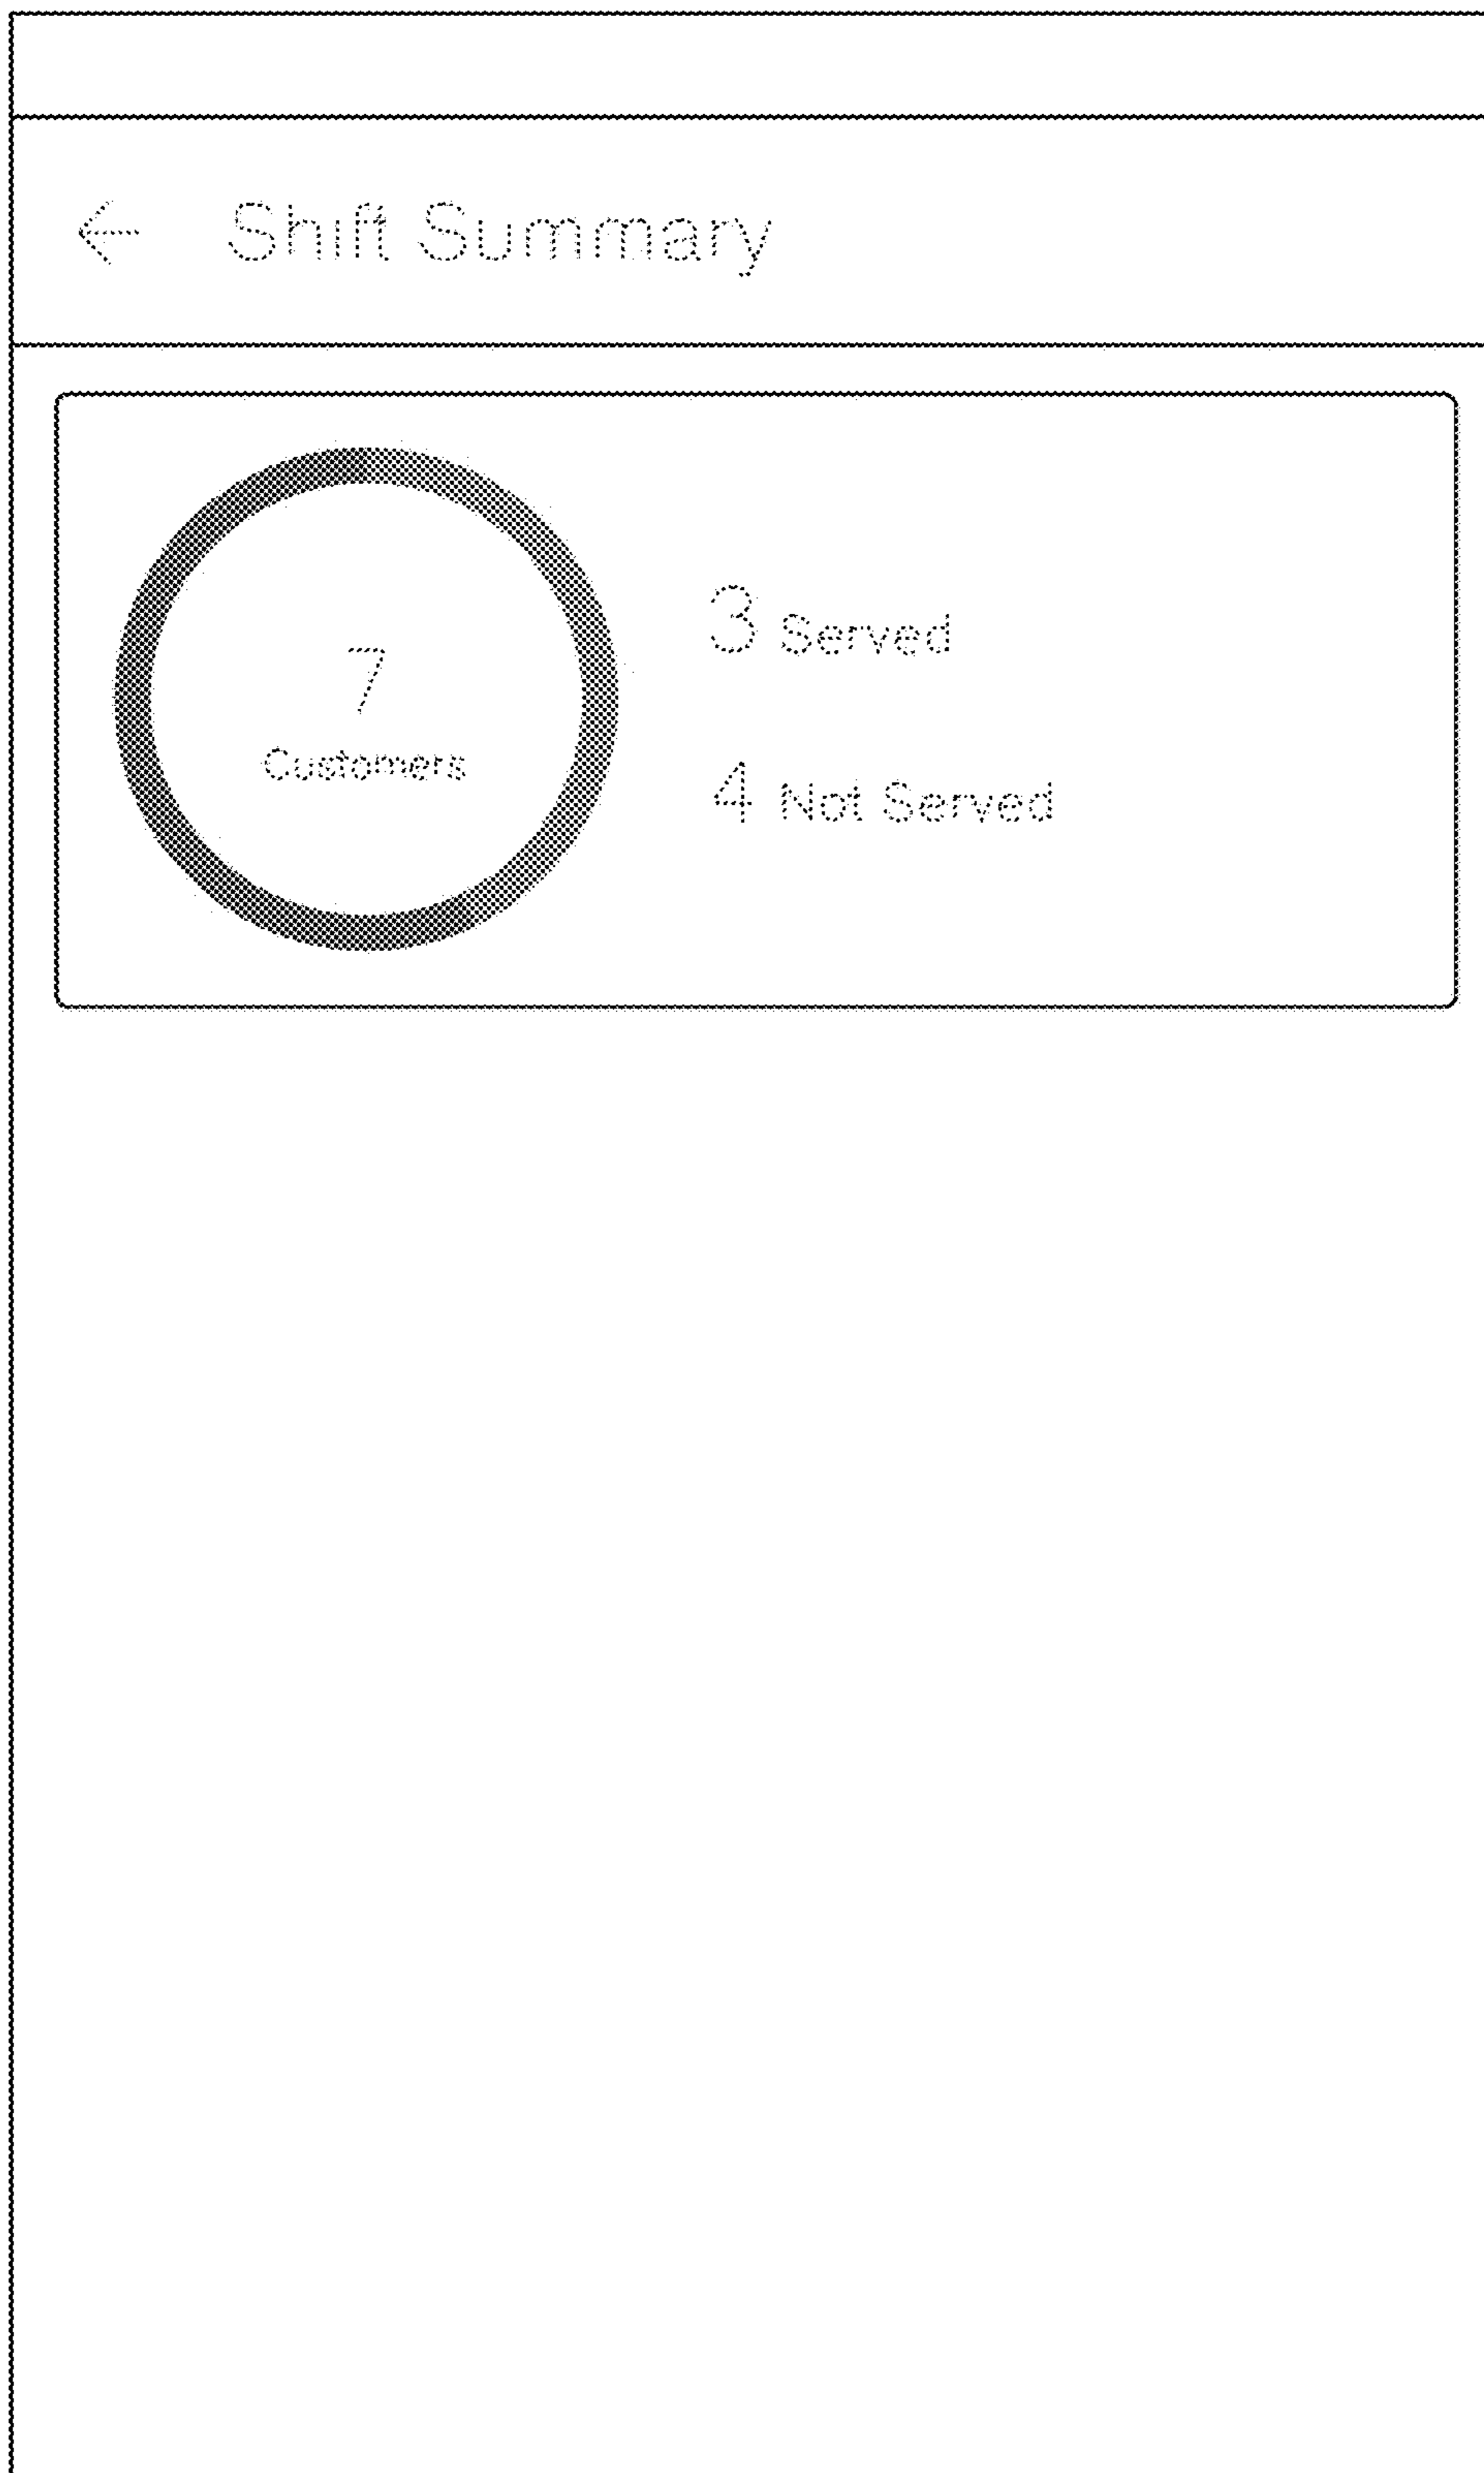 ← Shift Summary
7
Customers
3 Served
4 Not Served